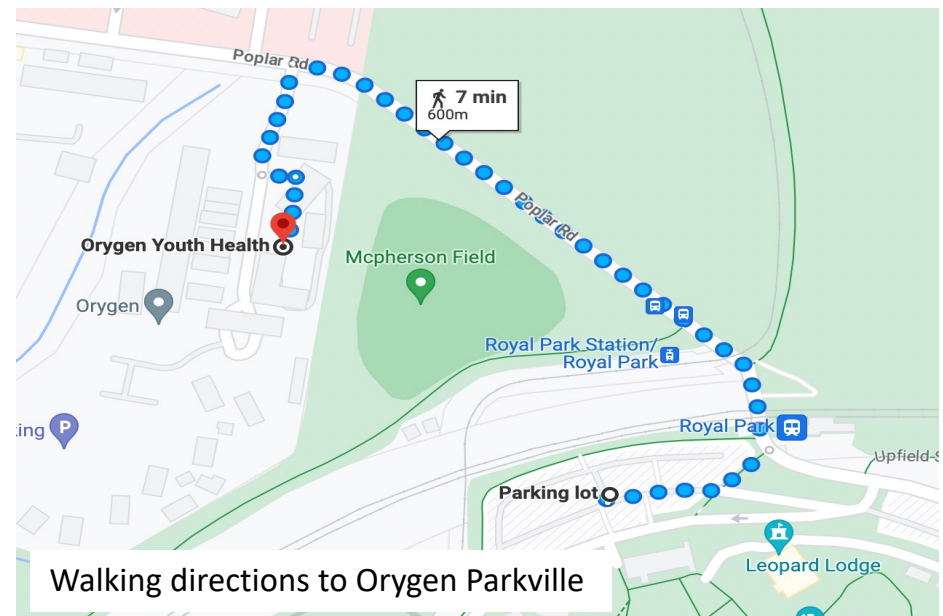 Poplar Rd
7 min
600m
Poplar Rd
Orygen Youth Health
Mcpherson Field
Orygen
Royal Park Station/
Royal Park
ing
P
Royal Park
Upfield-S
Parking lot
Leopard Lodge
Walking directions to Orygen Parkville